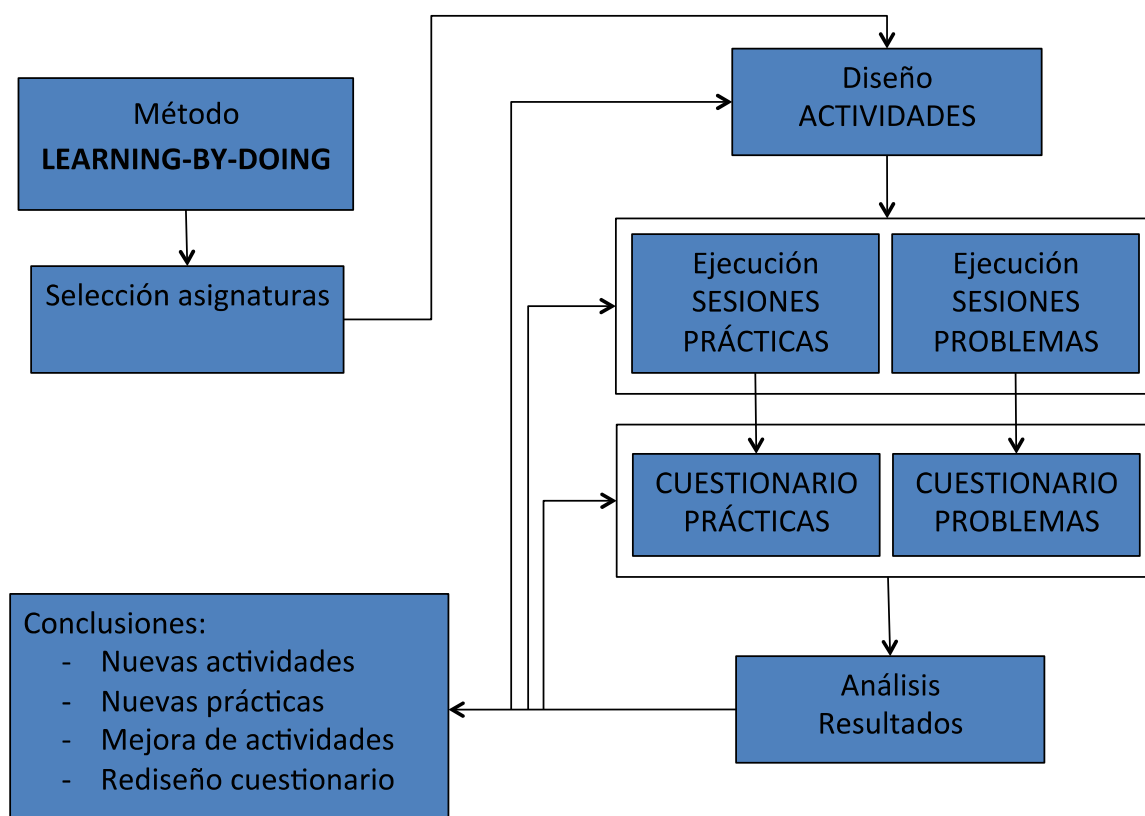 Método
LEARNING-BY-DOING
Selección asignaturas
Diseño
ACTIVIDADES
Ejecución
SESIONES
PRÁCTICAS
Ejecución
SESIONES
PROBLEMAS
CUESTIONARIO
PRÁCTICAS
CUESTIONARIO
PROBLEMAS
Análisis
Resultados
Conclusiones:
- Nuevas actividades
- Nuevas prácticas
- Mejora de actividades
- Rediseño cuestionario